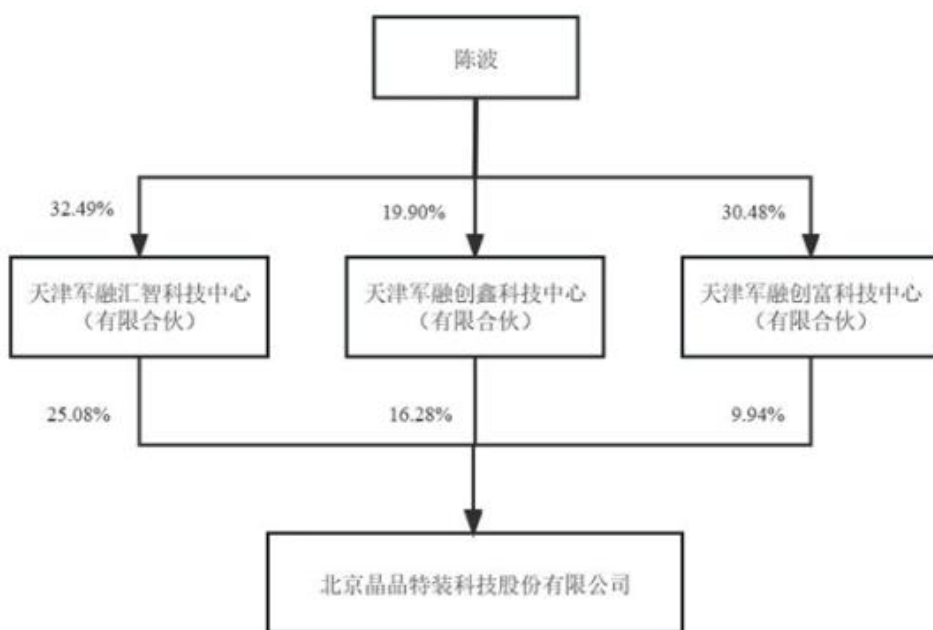 陈波
32.49%
19.90%
30.48%
天津军融汇智科技中心
（有限合伙）
天津军融创鑫科技中心
（有限合伙）
天津军融创富科技中心
（有限合伙）
25.08%
16.28%
9.94%
北京晶品特装科技股份有限公司